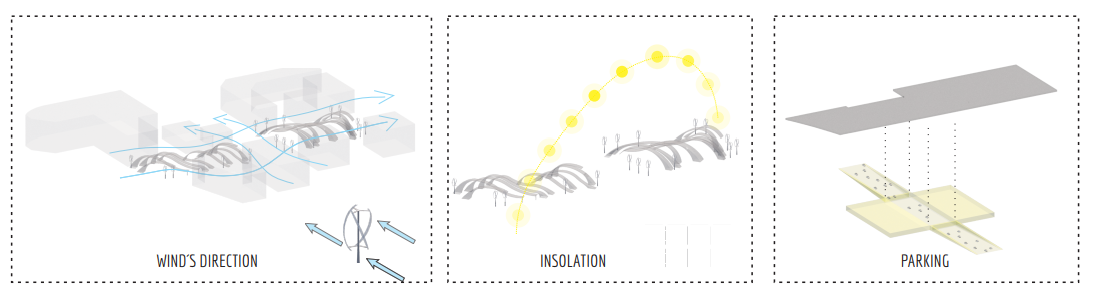 WIND'S DIRECTION
INSOLATION
PARKING